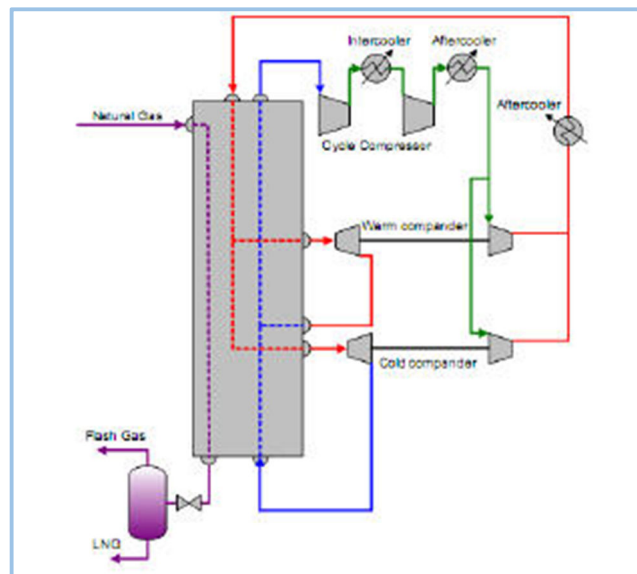 Intercooler
Aftercooler
Natural Gas
Aftercooler
Cycle Compressor
Warm compander
Cold compander
Flash Gas
LNG